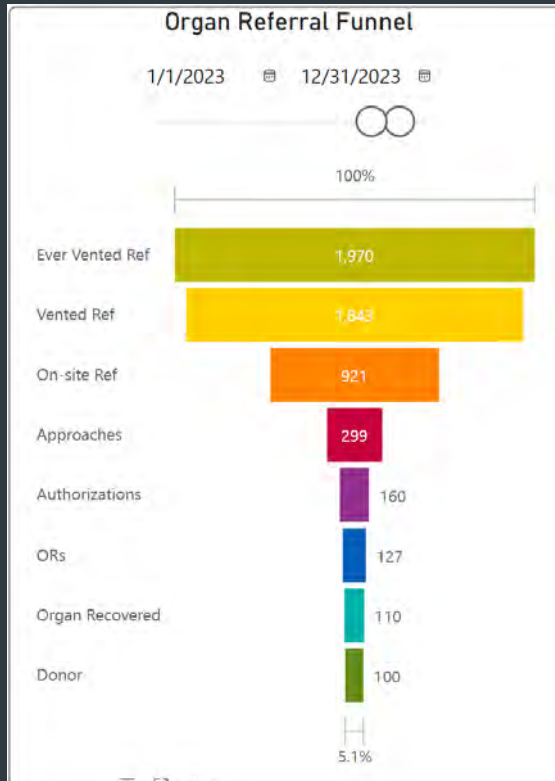 Organ Referral Funnel
1/1/2023 12/31/2023
100%
Ever Vented Ref 1,970
Vented Ref 1,843
On-site Ref 921
Approaches 299
Authorizations 160
ORs 127
Organ Recovered 110
Donor 100
5.1%